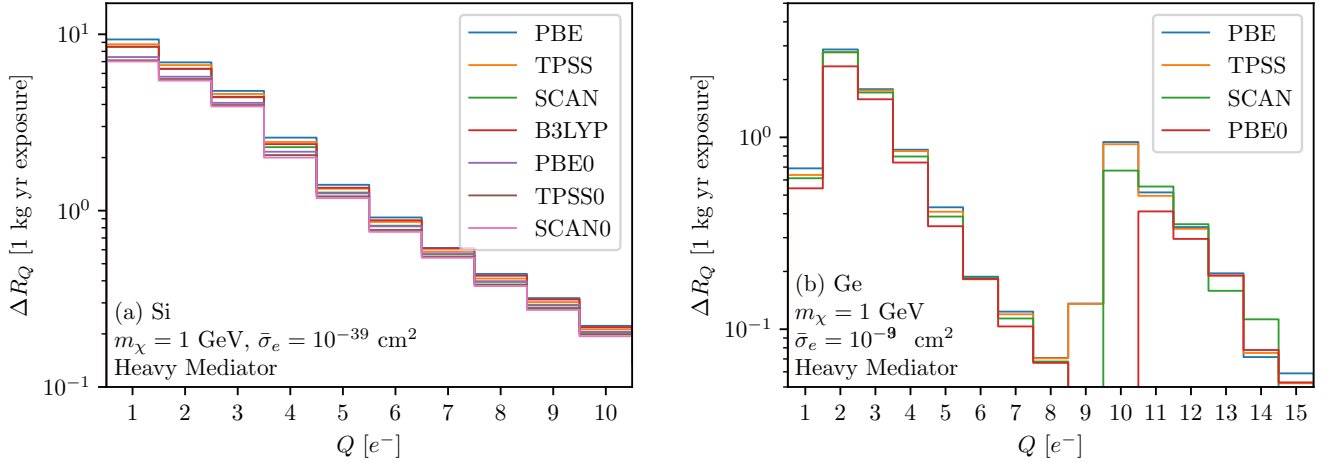 ΔR_Q [1 kg yr exposure]
10^1
10^0
10^{-1}
PBE
TPSS
SCAN
B3LYP
PBE0
TPSS0
SCAN0
(a) Si
m_χ = 1 GeV, σ̄_e = 10^{-39} cm^2
Heavy Mediator
1 2 3 4 5 6 7 8 9 10
Q [e^-]
ΔR_Q [1 kg yr exposure]
10^0
10^{-1}
PBE
TPSS
SCAN
PBE0
(b) Ge
m_χ = 1 GeV
σ̄_e = 10^{-9} cm^2
Heavy Mediator
1 2 3 4 5 6 7 8 9 10 11 12 13 14 15
Q [e^-]